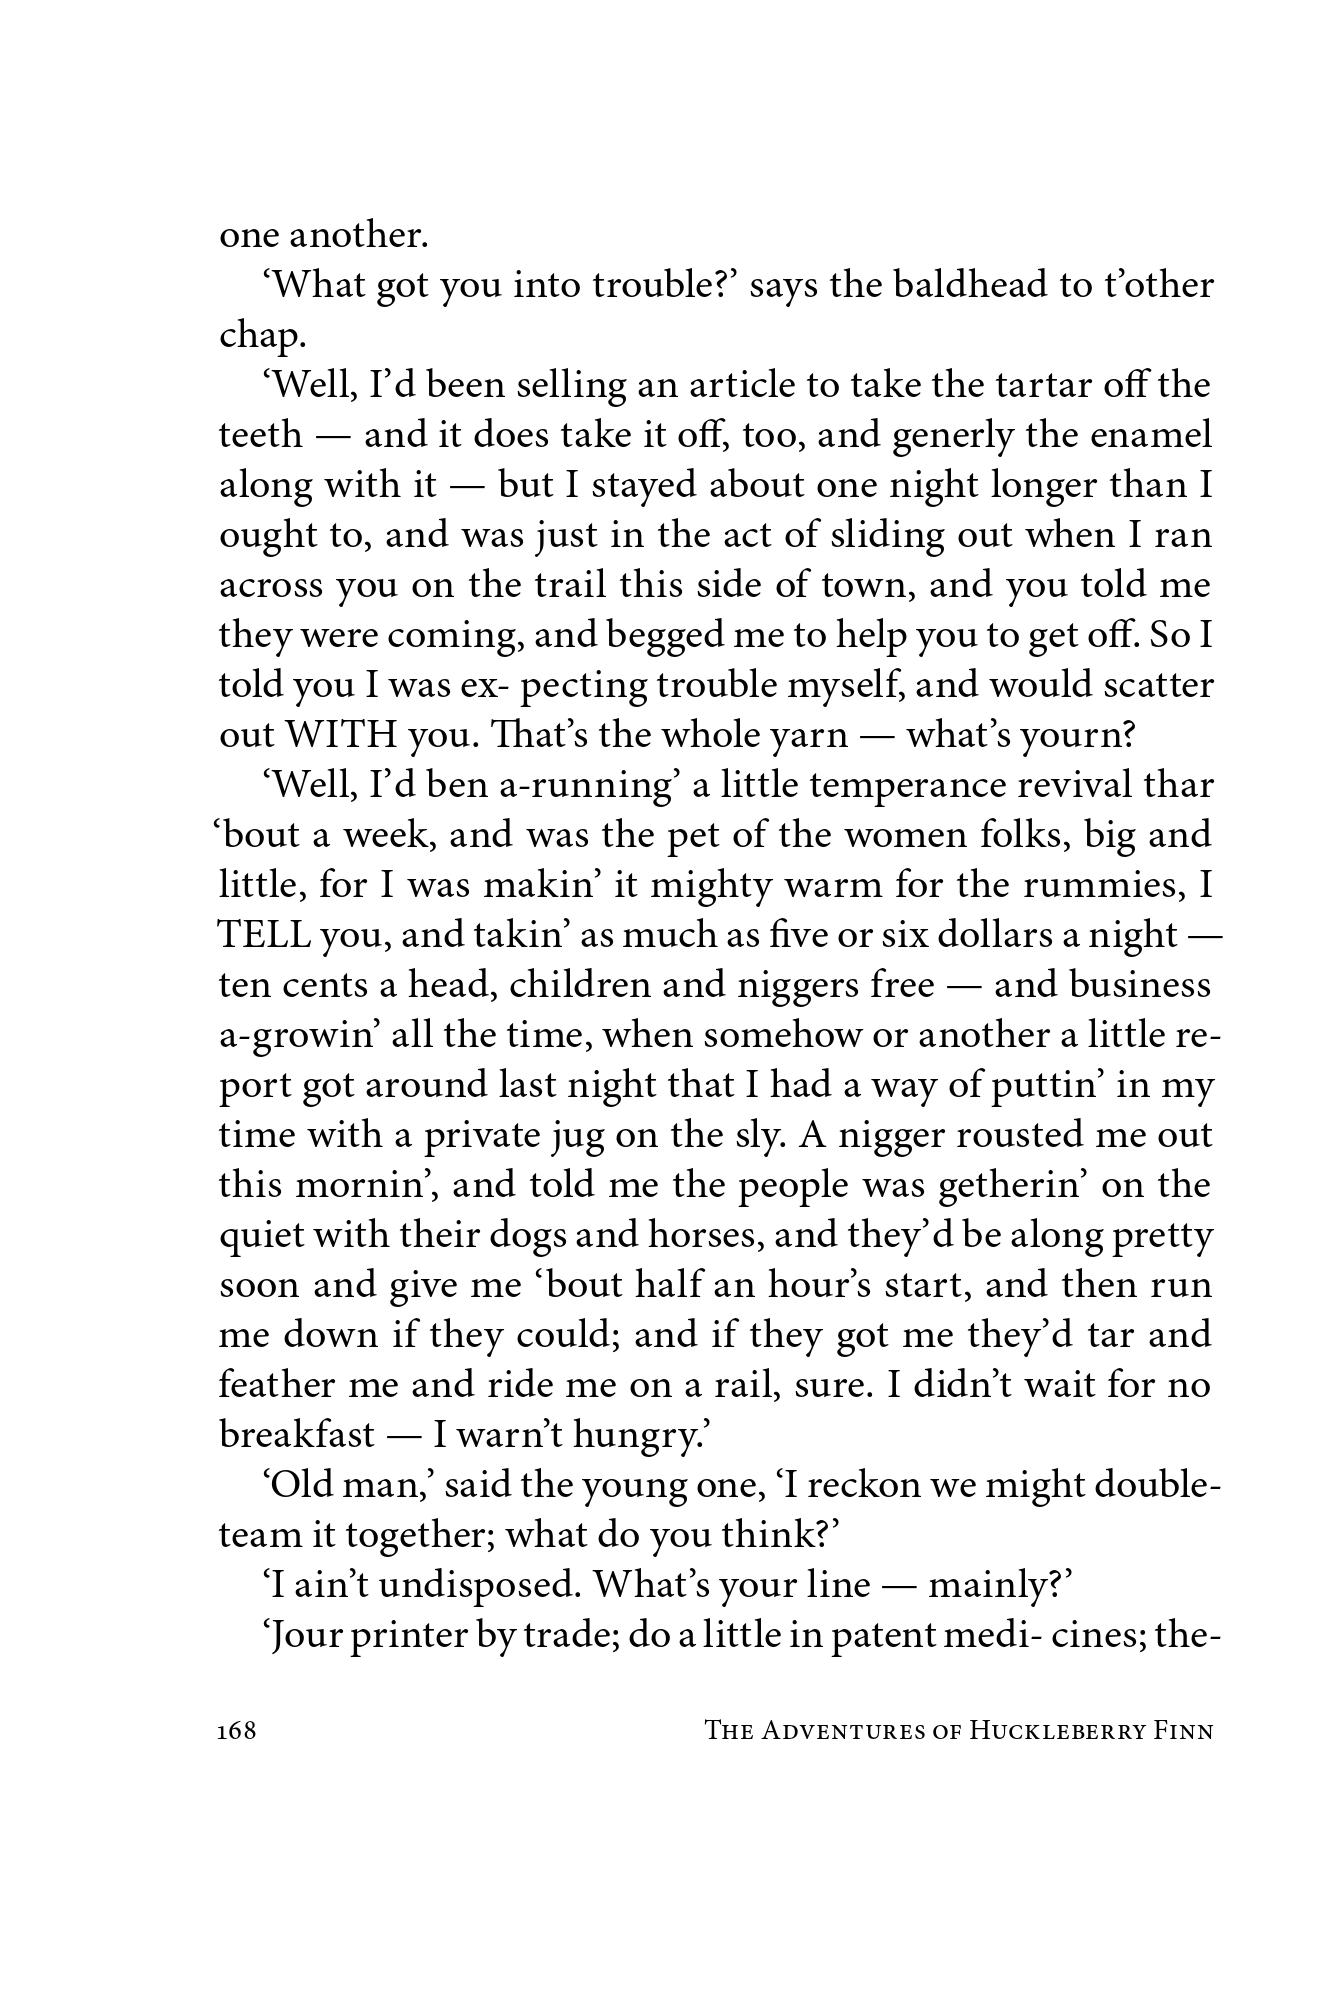 one another.
‘What got you into trouble?’ says the baldhead to t’other
chap.
‘Well, I’d been selling an article to take the tartar off the
teeth — and it does take it off, too, and generly the enamel
along with it — but I stayed about one night longer than I
ought to, and was just in the act of sliding out when I ran
across you on the trail this side of town, and you told me
they were coming, and begged me to help you to get off. So I
told you I was ex- pecting trouble myself, and would scatter
out WITH you. That’s the whole yarn — what’s yourn?
‘Well, I’d ben a-running’ a little temperance revival thar
‘bout a week, and was the pet of the women folks, big and
little, for I was makin’ it mighty warm for the rummies, I
TELL you, and takin’ as much as five or six dollars a night —
ten cents a head, children and niggers free — and business
a-growin’ all the time, when somehow or another a little re-
port got around last night that I had a way of puttin’ in my
time with a private jug on the sly. A nigger rousted me out
this mornin’, and told me the people was getherin’ on the
quiet with their dogs and horses, and they’d be along pretty
soon and give me ‘bout half an hour’s start, and then run
me down if they could; and if they got me they’d tar and
feather me and ride me on a rail, sure. I didn’t wait for no
breakfast — I warn’t hungry.’
‘Old man,’ said the young one, ‘I reckon we might double-
team it together; what do you think?’
‘I ain’t undisposed. What’s your line — mainly?’
‘Jour printer by trade; do a little in patent medi- cines; the-
168 The Adventures of Huckleberry Finn